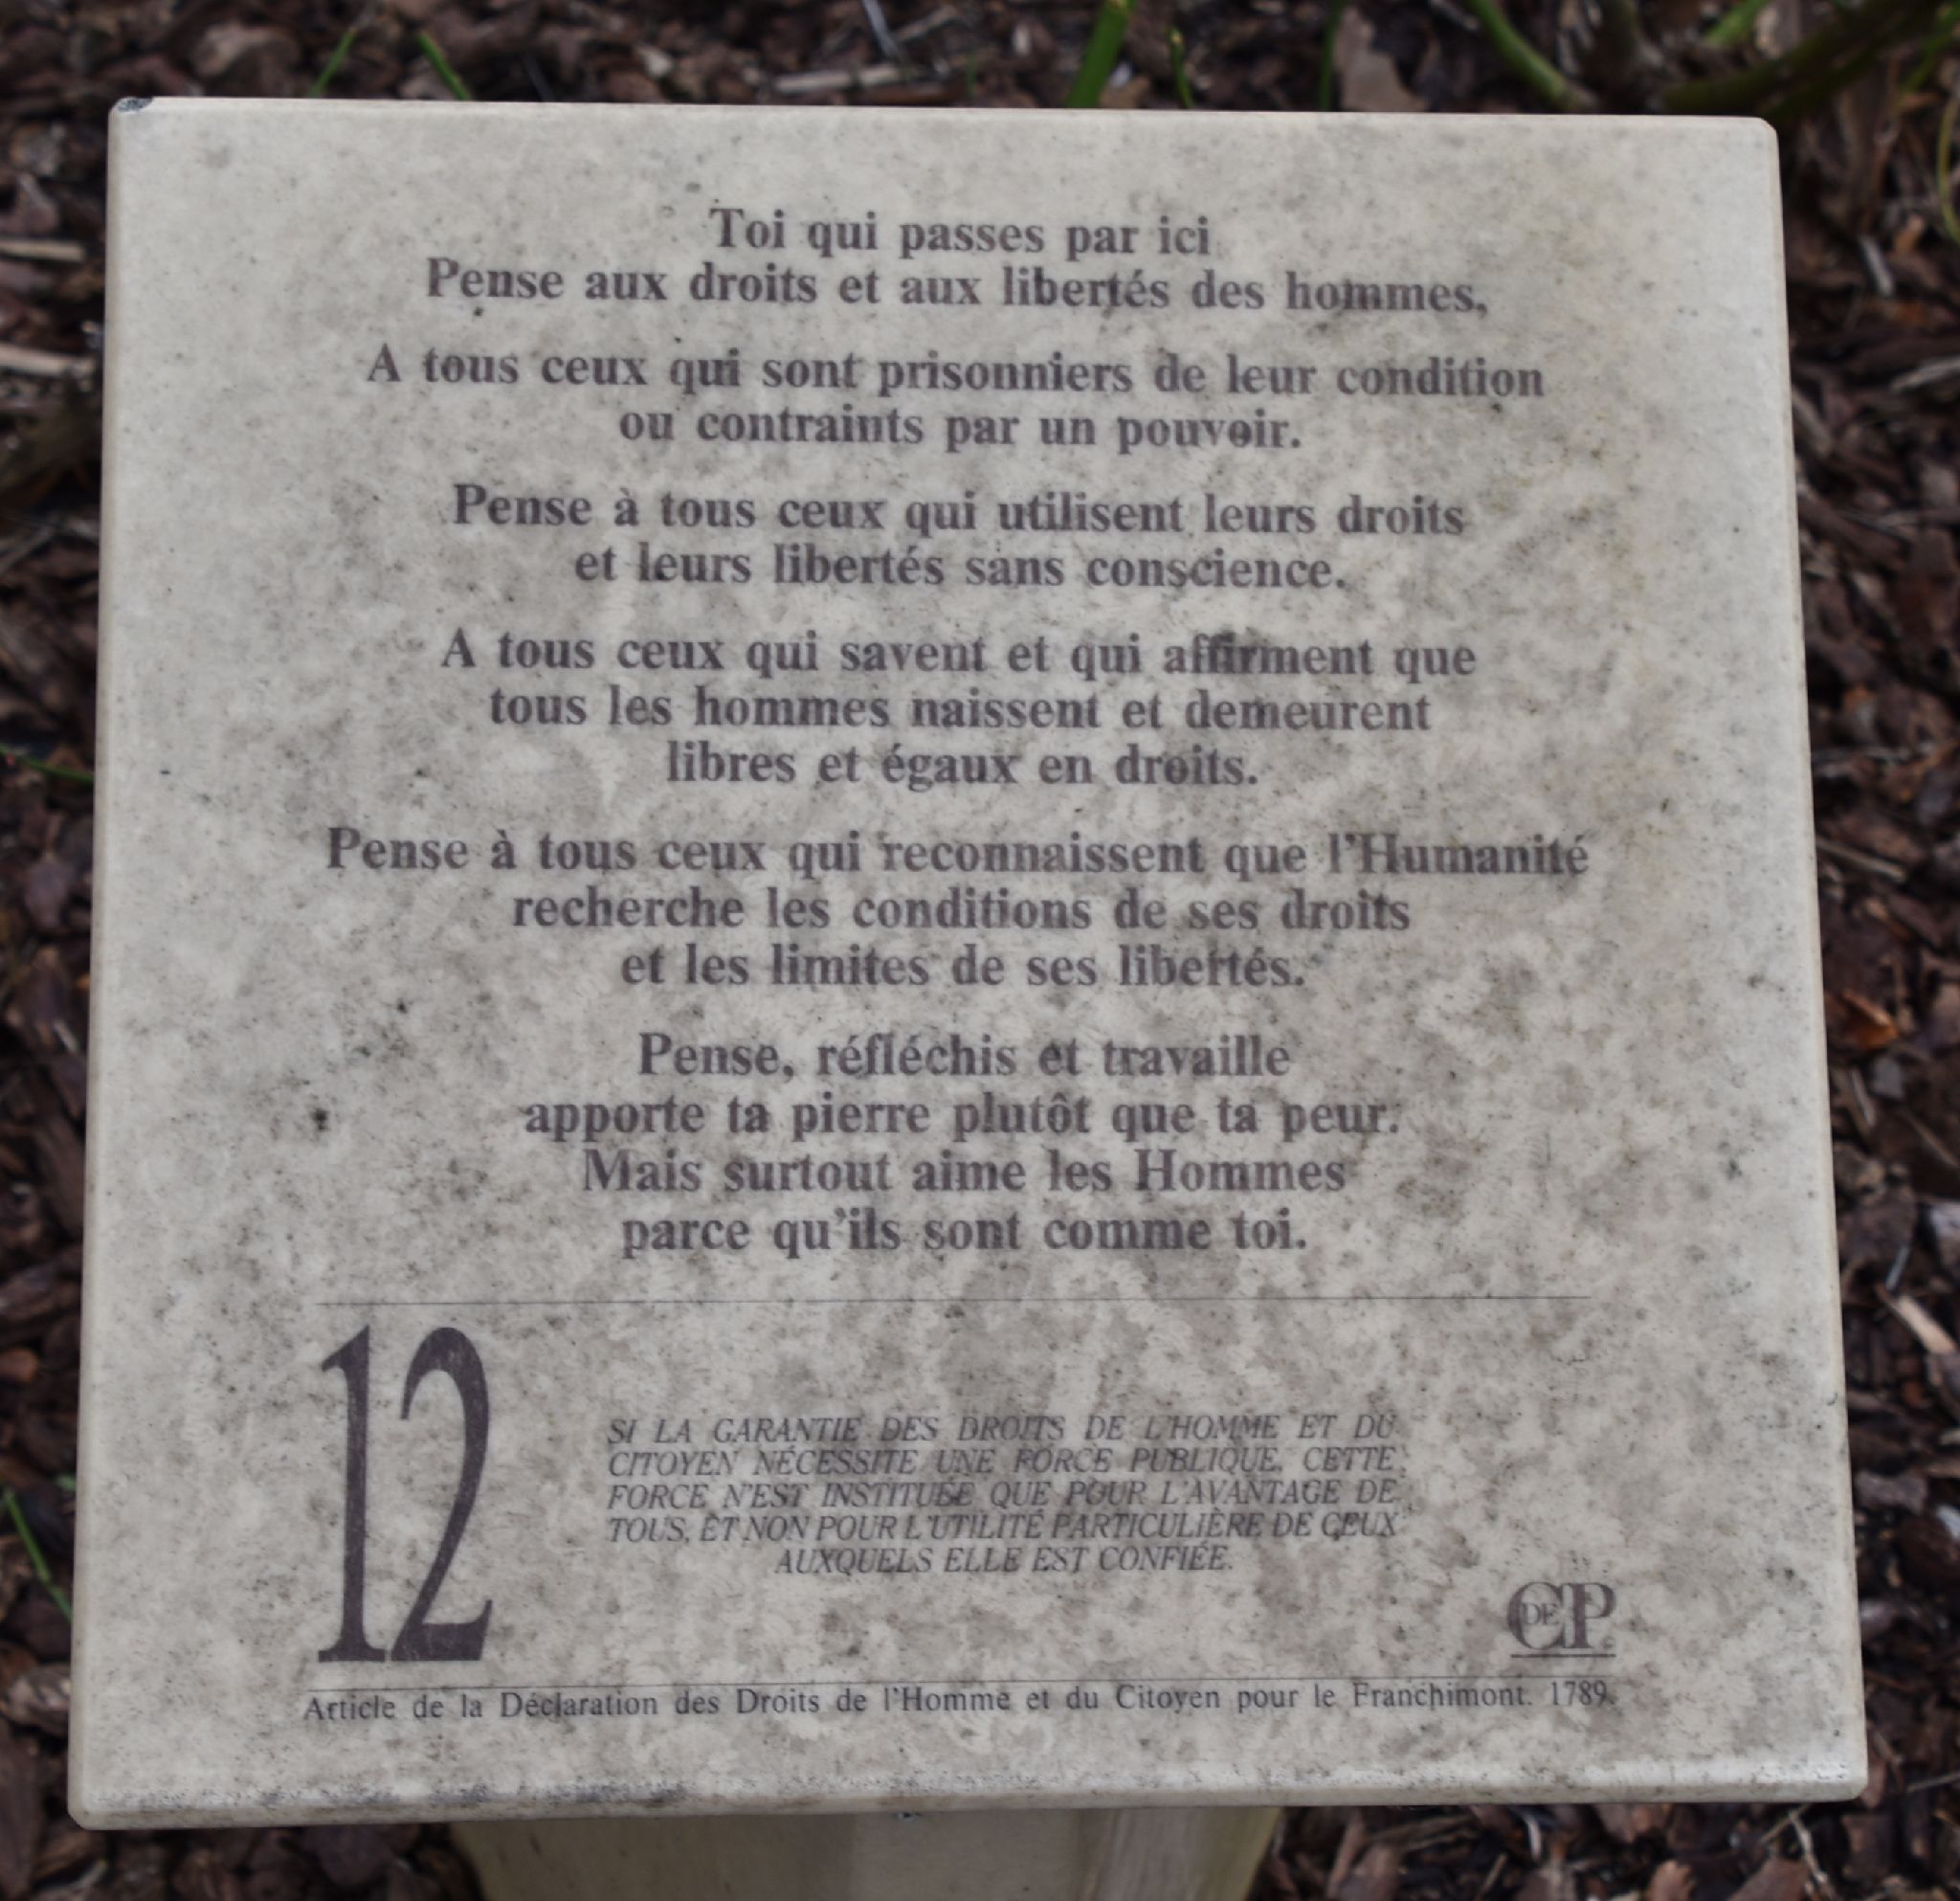 Toi qui passes par ici
Pense aux droits et aux libertés des hommes,
A tous ceux qui sont prisonniers de leur condition
ou contraints par un pouvoir.
Pense à tous ceux qui utilisent leurs droits
et leurs libertés sans conscience.
A tous ceux qui savent et qui affirment que
tous les hommes naissent et demeurent
libres et égaux en droits.
Pense à tous ceux qui reconnaissent que l'Humanité
recherche les conditions de ses droits
et les limites de ses libertés.
Pense, réfléchis et travaille
apporte ta pierre plutôt que ta peur.
Mais surtout aime les Hommes
parce qu'ils sont comme toi.
12
SI LA GARANTIE DES DROITS DE L'HOMME ET DU
CITOYEN NÉCESSITE UNE FORCE PUBLIQUE, CETTE
FORCE N'EST INSTITUÉE QUE POUR L'AVANTAGE DE
TOUS, ET NON POUR L'UTILITÉ PARTICULIÈRE DE CEUX
AUXQUELS ELLE EST CONFIÉE.
C DE P
Article de la Déclaration des Droits de l'Homme et du Citoyen pour le Franchimont. 1789.